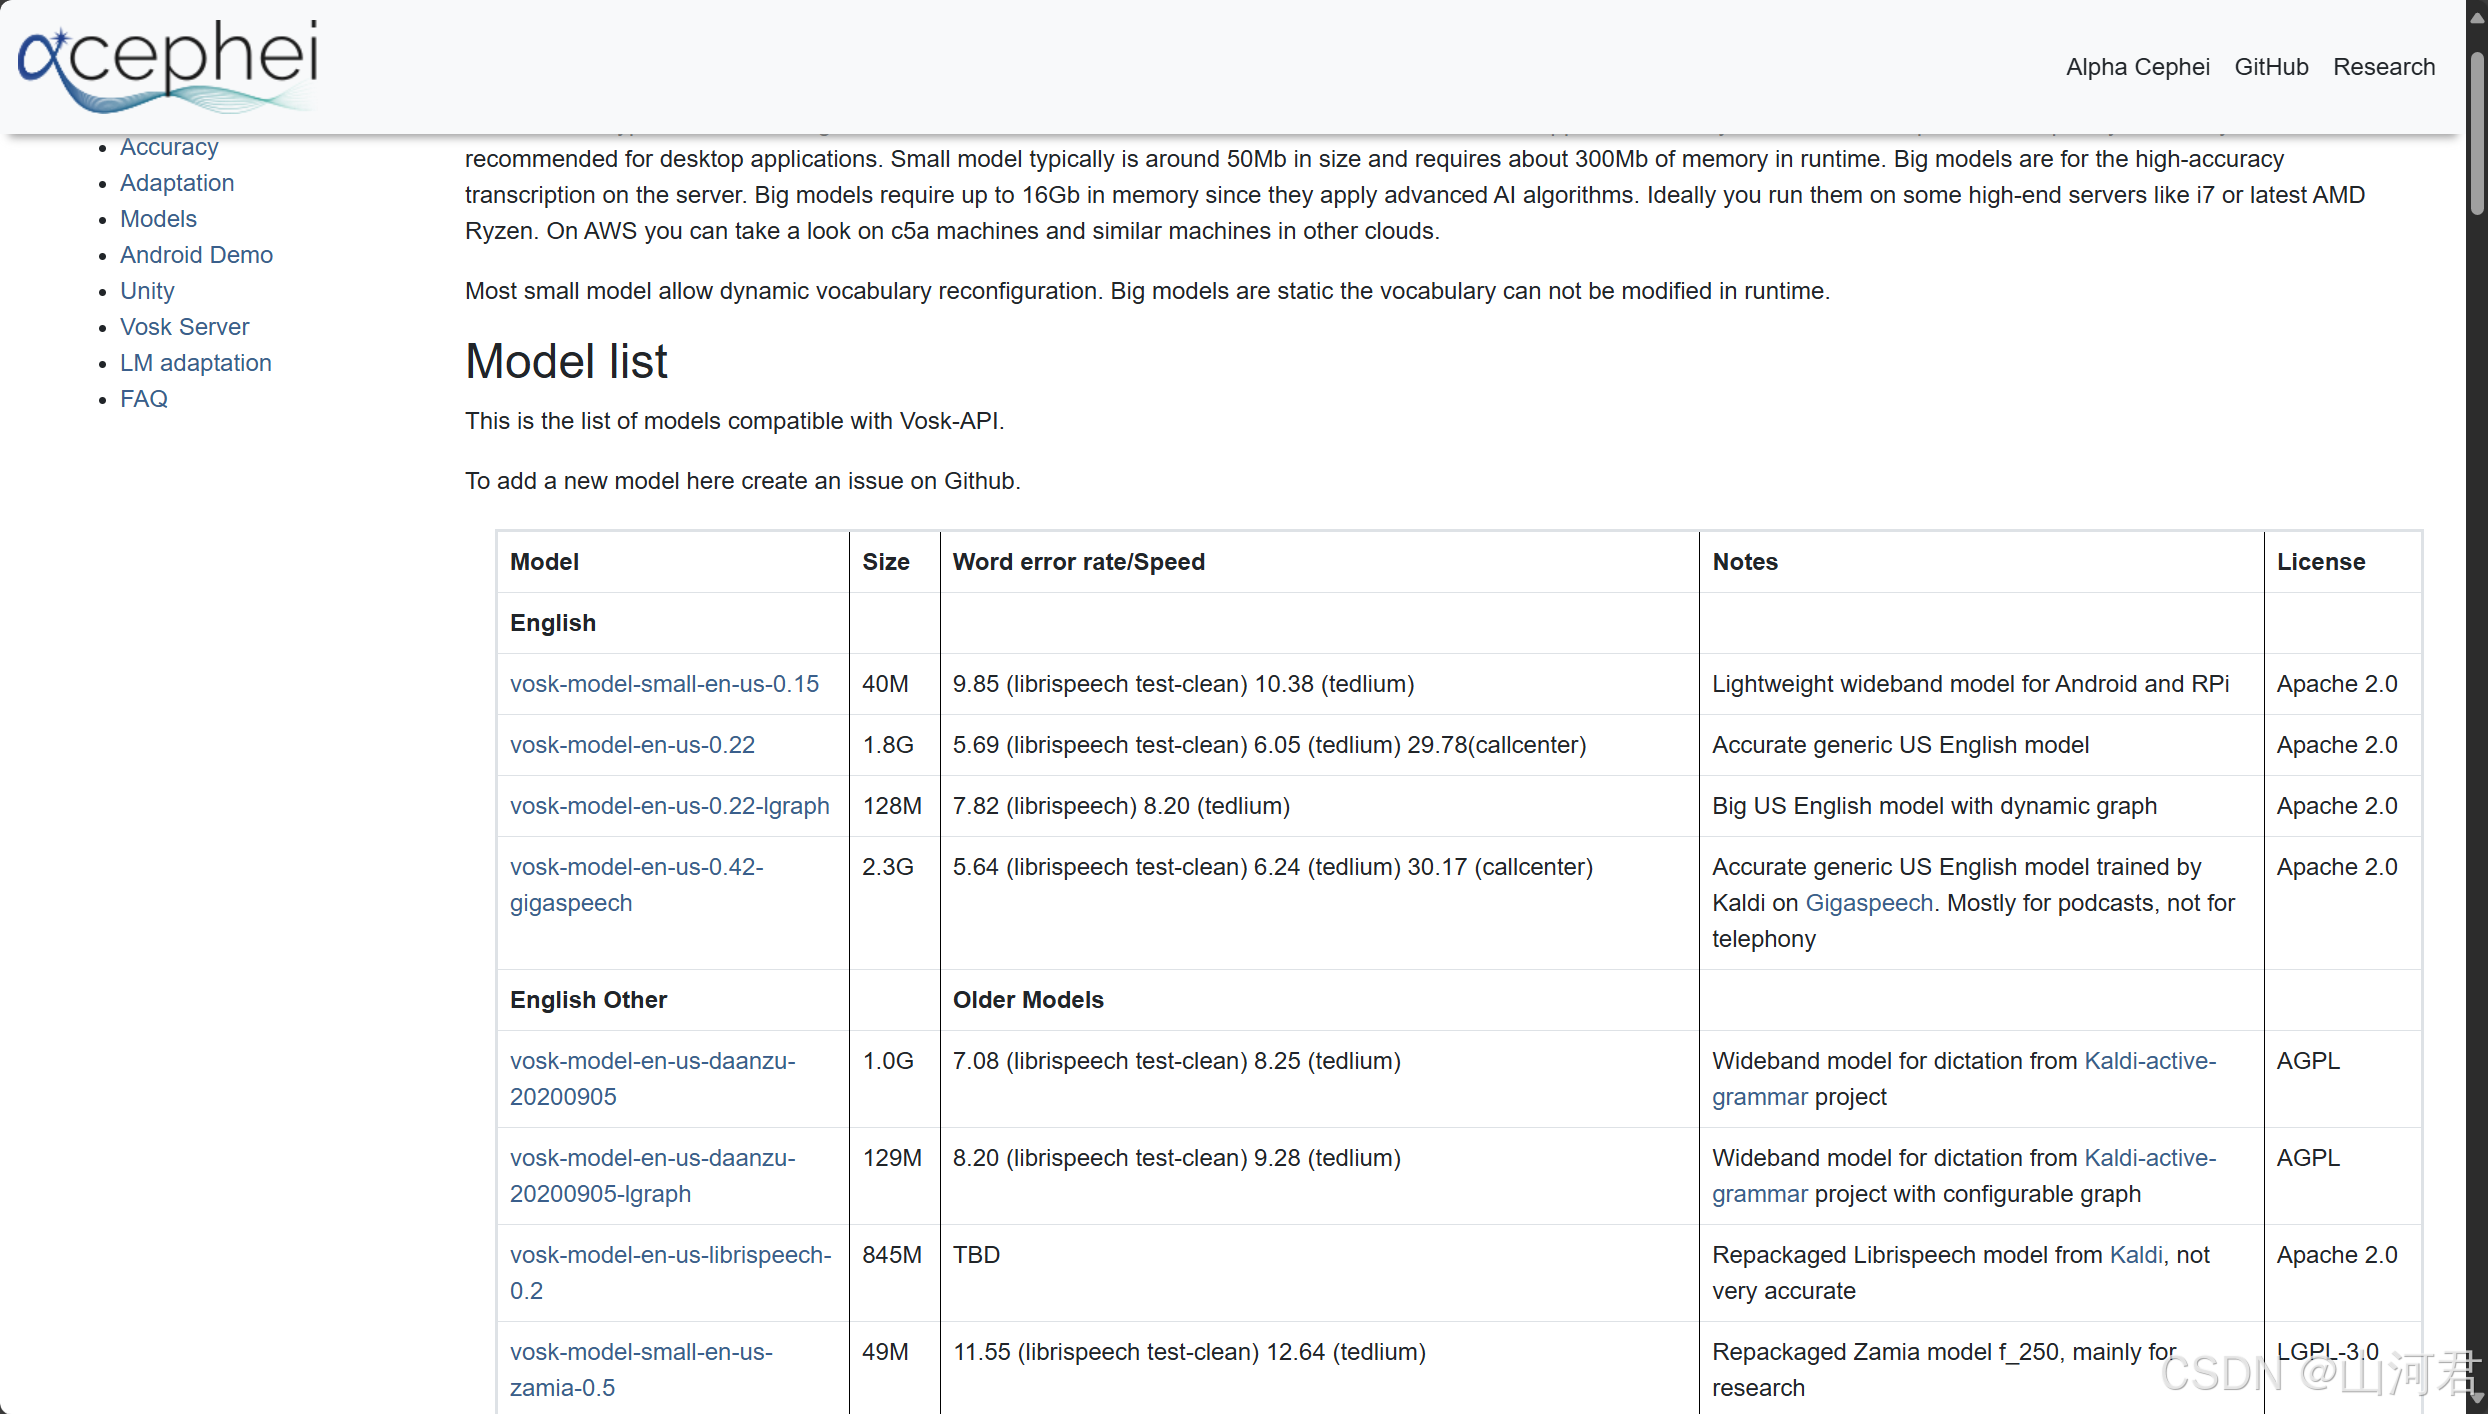 αcephei
Alpha Cephei GitHub Research
Accuracy
Adaptation
Models
Android Demo
Unity
Vosk Server
LM adaptation
FAQ
recommended for desktop applications. Small model typically is around 50Mb in size and requires about 300Mb of memory in runtime. Big models are for the high-accuracy
transcription on the server. Big models require up to 16Gb in memory since they apply advanced AI algorithms. Ideally you run them on some high-end servers like i7 or latest AMD
Ryzen. On AWS you can take a look on c5a machines and similar machines in other clouds.
Most small model allow dynamic vocabulary reconfiguration. Big models are static the vocabulary can not be modified in runtime.
Model list
This is the list of models compatible with Vosk-API.
To add a new model here create an issue on Github.
Model Size Word error rate/Speed Notes License
English
vosk-model-small-en-us-0.15 40M 9.85 (librispeech test-clean) 10.38 (tedlium) Lightweight wideband model for Android and RPi Apache 2.0
vosk-model-en-us-0.22 1.8G 5.69 (librispeech test-clean) 6.05 (tedlium) 29.78(callcenter) Accurate generic US English model Apache 2.0
vosk-model-en-us-0.22-lgraph 128M 7.82 (librispeech) 8.20 (tedlium) Big US English model with dynamic graph Apache 2.0
vosk-model-en-us-0.42- 2.3G 5.64 (librispeech test-clean) 6.24 (tedlium) 30.17 (callcenter) Accurate generic US English model trained by Apache 2.0
gigaspeech Kaldi on Gigaspeech. Mostly for podcasts, not for
telephony
English Other Older Models
vosk-model-en-us-daanzu- 1.0G 7.08 (librispeech test-clean) 8.25 (tedlium) Wideband model for dictation from Kaldi-active- AGPL
20200905 grammar project
vosk-model-en-us-daanzu- 129M 8.20 (librispeech test-clean) 9.28 (tedlium) Wideband model for dictation from Kaldi-active- AGPL
20200905-lgraph grammar project with configurable graph
vosk-model-en-us-librispeech- 845M TBD Repackaged Librispeech model from Kaldi, not Apache 2.0
0.2 very accurate
vosk-model-small-en-us- 49M 11.55 (librispeech test-clean) 12.64 (tedlium) Repackaged Zamia model f_250, mainly for LGPL-3.0
zamia-0.5 research
CSDN @山河君